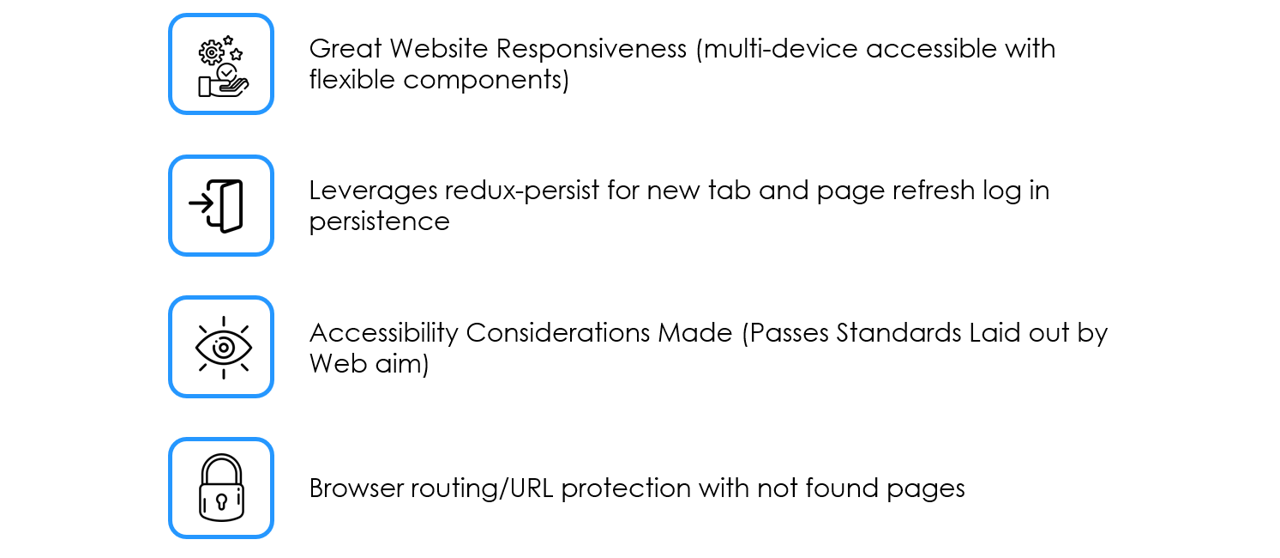 Great Website Responsiveness (multi-device accessible with
flexible components)
Leverages redux-persist for new tab and page refresh log in
persistence
Accessibility Considerations Made (Passes Standards Laid out by
Web aim)
Browser routing/URL protection with not found pages